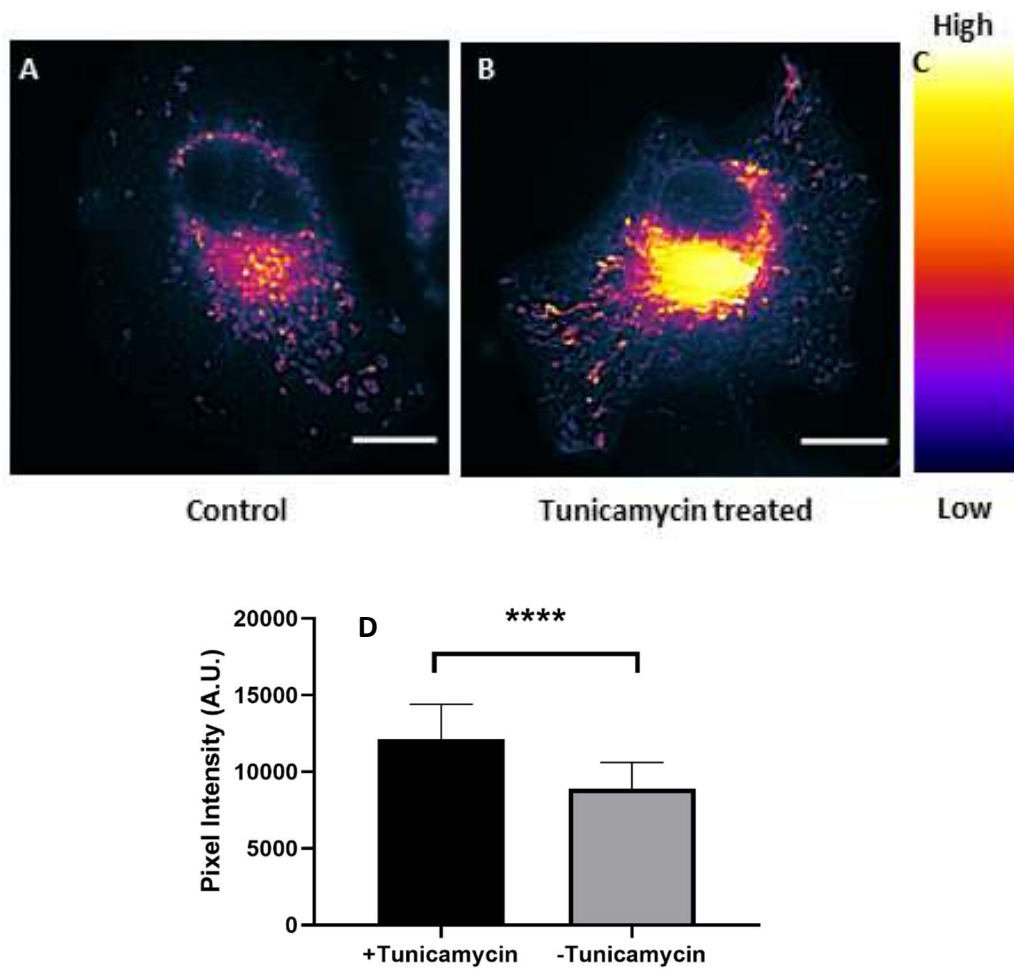 High
A
B
C
Control
Tunicamycin treated
Low
D
****
20000
15000
10000
5000
0
Pixel Intensity (A.U.)
+Tunicamycin
-Tunicamycin